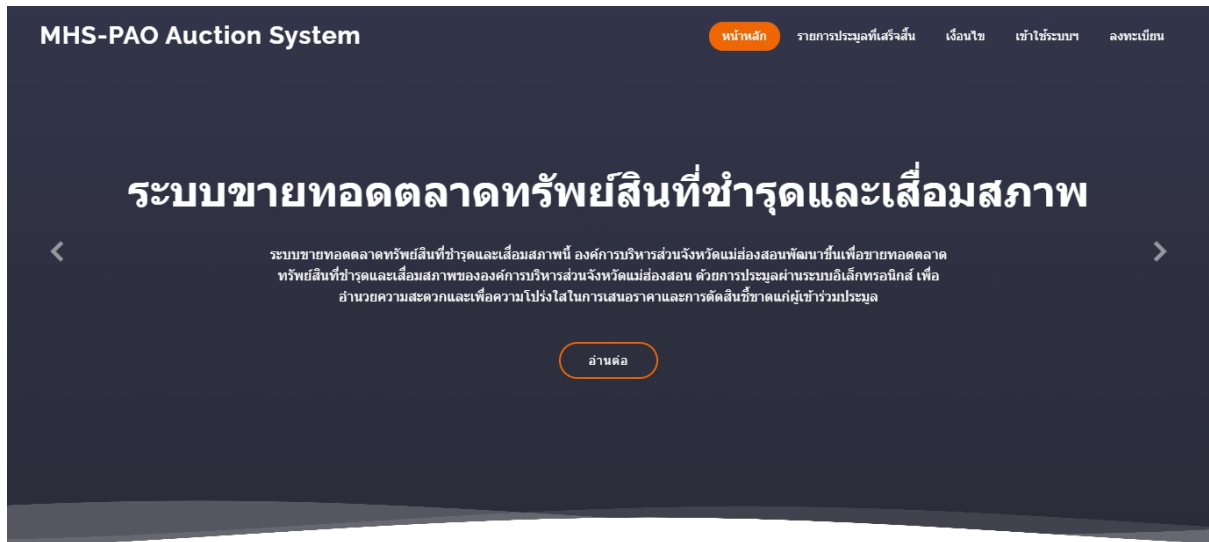 MHS-PAO Auction System
หน้าหลัก
รายการประมูลที่เสร็จสิ้น
เงื่อนไข
เข้าใช้ระบบฯ
ลงทะเบียน
ระบบขายทอดตลาดทรัพย์สินที่ชำรุดและเสื่อมสภาพ
ระบบขายทอดตลาดทรัพย์สินที่ชำรุดและเสื่อมสภาพนี้ องค์การบริหารส่วนจังหวัดแม่ฮ่องสอนพัฒนาขึ้นเพื่อขายทอดตลาด
ทรัพย์สินที่ชำรุดและเสื่อมสภาพขององค์การบริหารส่วนจังหวัดแม่ฮ่องสอน ด้วยการประมูลผ่านระบบอิเล็กทรอนิกส์ เพื่อ
อำนวยความสะดวกและเพื่อความโปร่งใสในการเสนอราคาและการตัดสินชี้ขาดแก่ผู้เข้าร่วมประมูล
อ่านต่อ